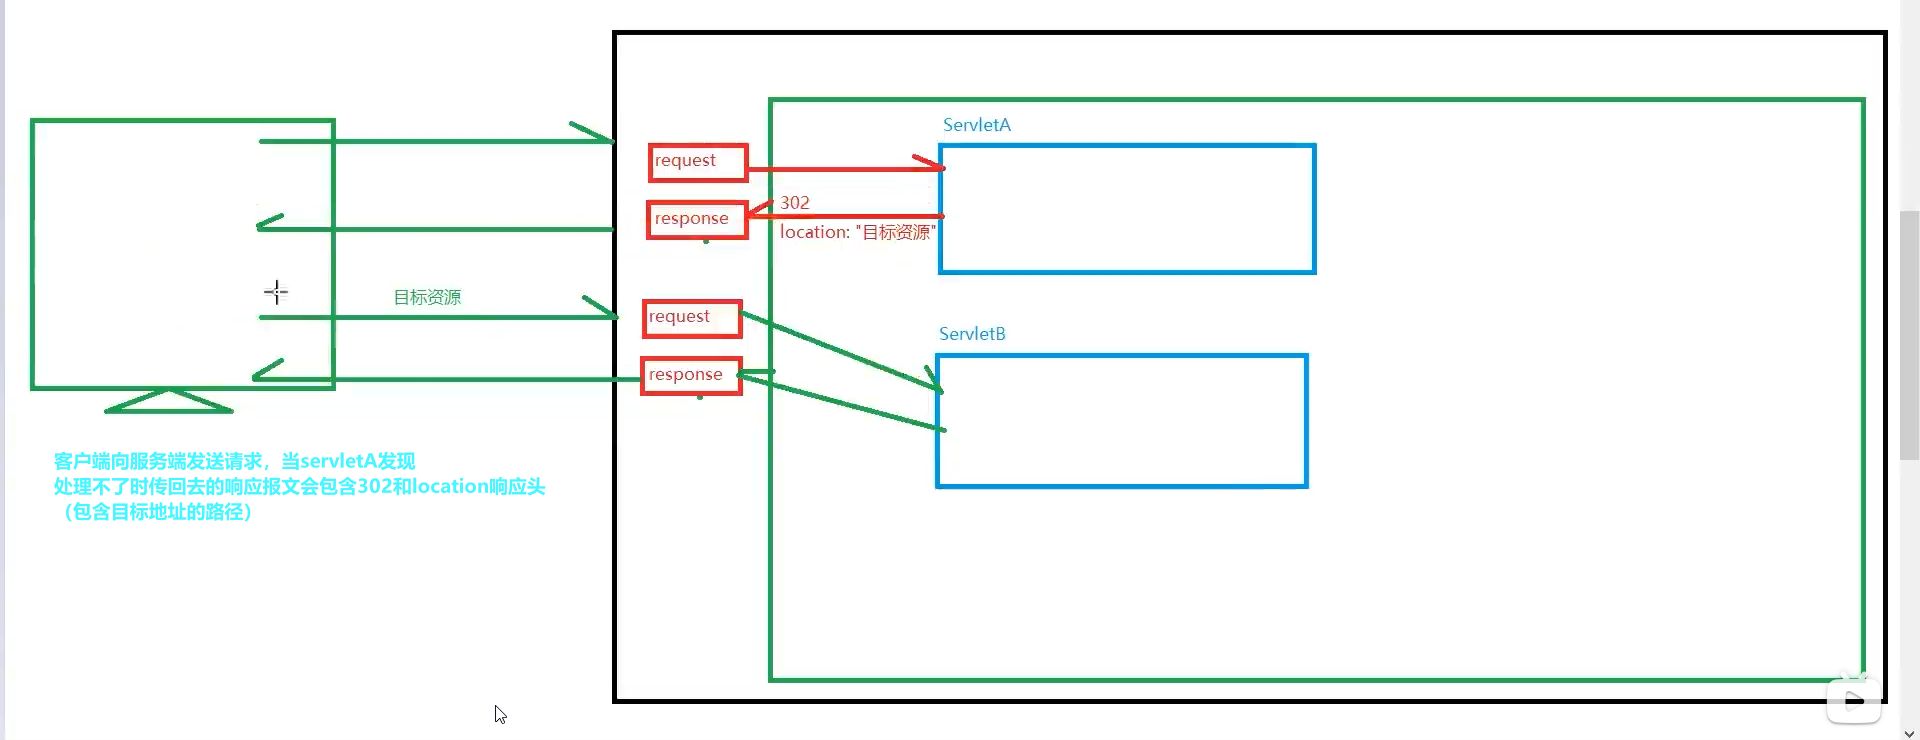 ServletA
request
302
response
location: "目标资源"
目标资源
request
ServletB
response
客户端向服务端发送请求，当servletA发现
处理不了时传回去的响应报文会包含302和location响应头
（包含目标地址的路径）